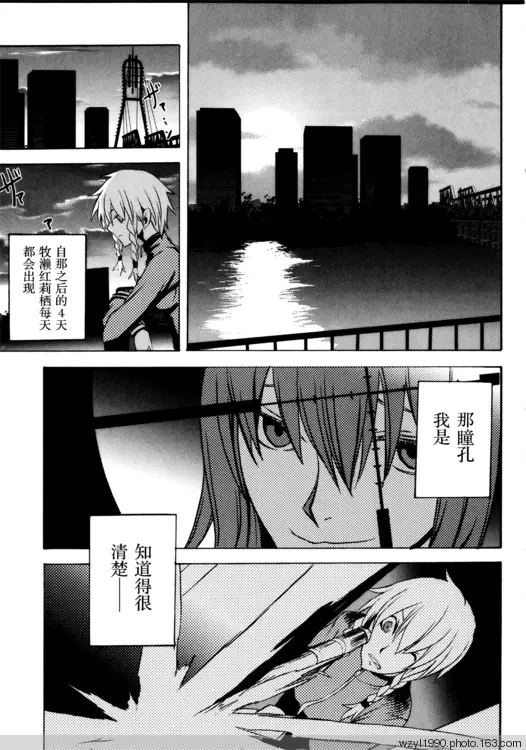 ザァ…
ザァ
自那之后的4天
牧濑红莉栖每天
都会出现
那瞳孔
我是
知道得很
清楚——
wzyl1990.photo.163.com